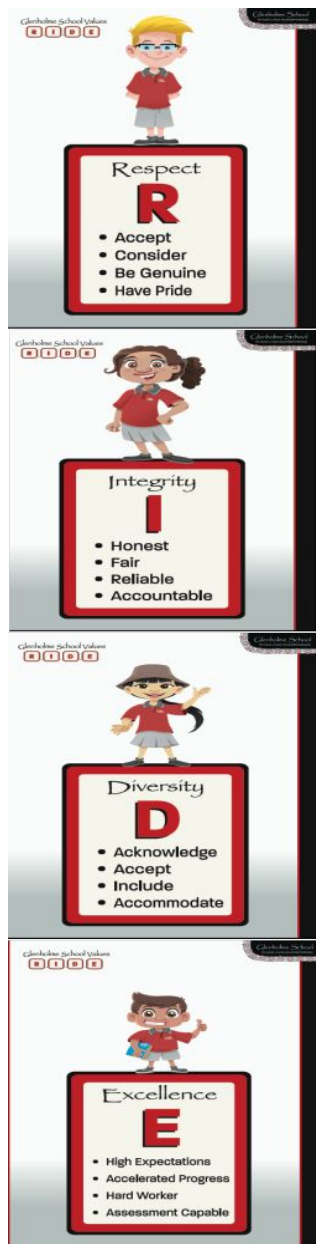 Glenholme School Values
R I D E
Glenholme School
Respect
R
• Accept
• Consider
• Be Genuine
• Have Pride
Glenholme School Values
R I D E
Glenholme School
Integrity
I
• Honest
• Fair
• Reliable
• Accountable
Glenholme School Values
R I D E
Glenholme School
Diversity
D
• Acknowledge
• Accept
• Include
• Accommodate
Glenholme School Values
R I D E
Glenholme School
Excellence
E
• High Expectations
• Accelerated Progress
• Hard Worker
• Assessment Capable